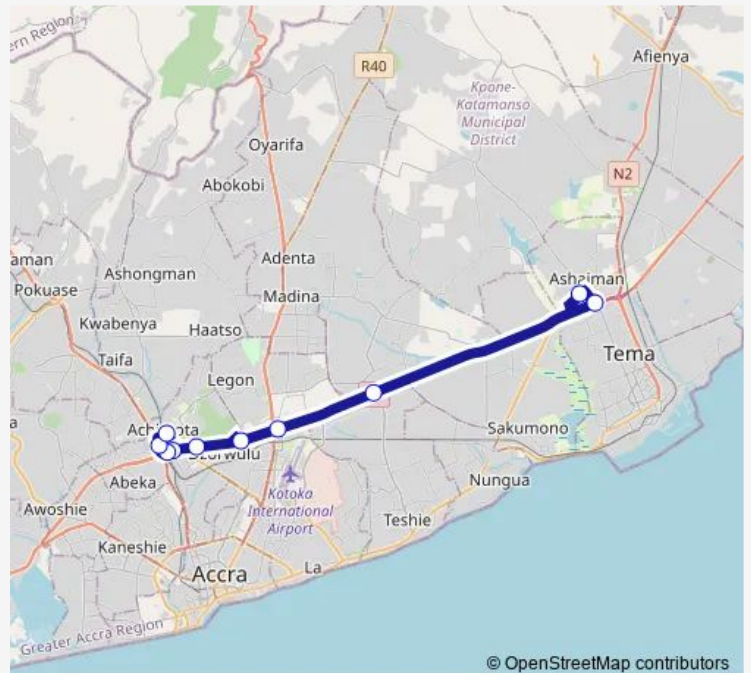 ern Region
R40
Afienya
Kpone-
Katamanso
Municipal
District
Oyarifa
N2
Abokobi
aman
Adenta
Ashaiman
Pokuase
Ashongman
Madina
Kwabenya
Haatso
Taifa
Tema
Legon
Achimota
Sakumono
Dzorwulu
Abeka
Nungua
Awoshie
Kotoka
International
Airport
Teshie
Kaneshie
La
Accra
Greater Accra Region
© OpenStreetMap contributors